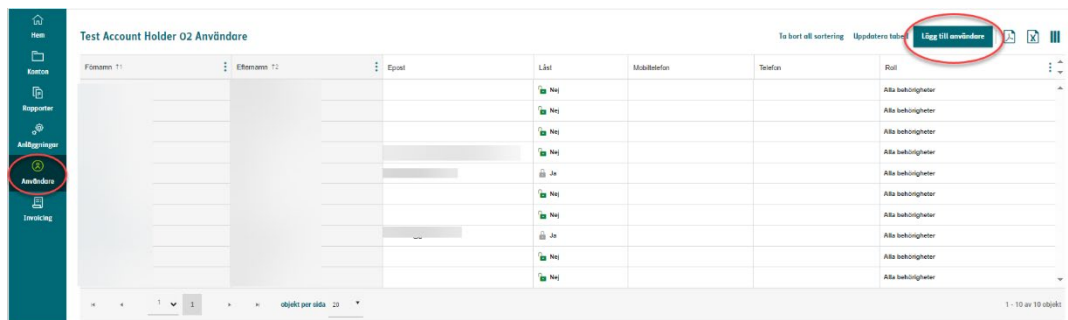 Hem
Konton
Rapporter
Anläggningar
Användare
Invoicing
Test Account Holder 02 Användare
Ta bort all sortering Uppdatera tabell Lägg till användare
Förnamn ↑1 Efternamn ↑2 Epost Låst Mobiltelefon Telefon Roll
Nej Alla behörigheter
Nej Alla behörigheter
Nej Alla behörigheter
Nej Alla behörigheter
Ja Alla behörigheter
Nej Alla behörigheter
Nej Alla behörigheter
Ja Alla behörigheter
Nej Alla behörigheter
Nej Alla behörigheter
1 1 objekt per sida 20 1 - 10 av 10 objekt